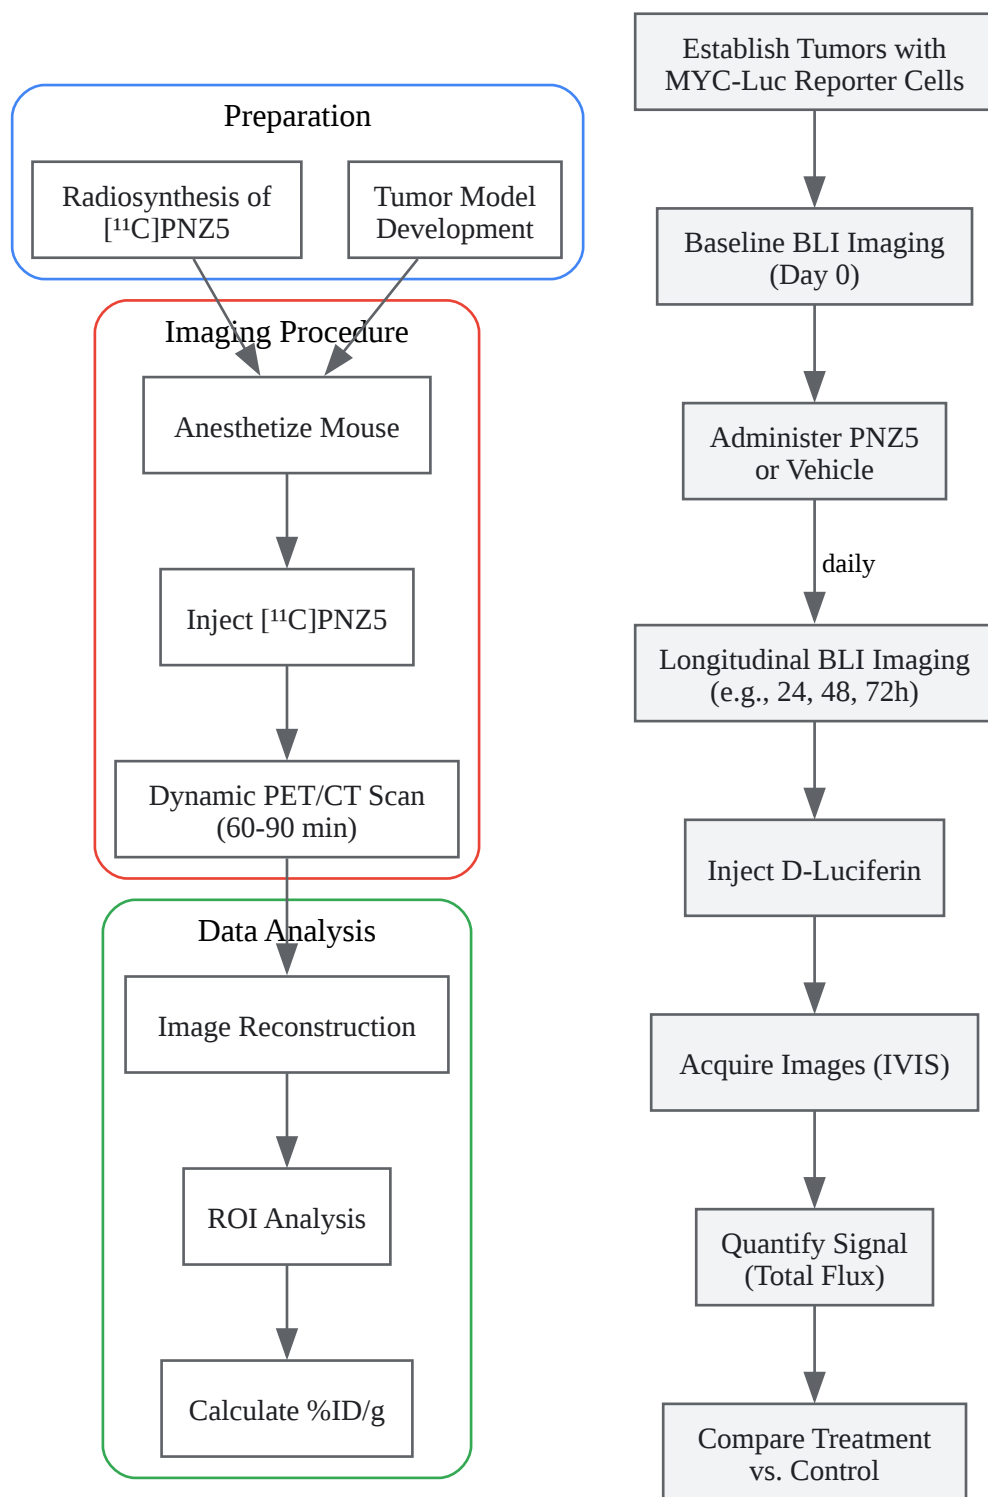 Preparation
Radiosynthesis of
[¹¹C]PNZ5
Tumor Model
Development
Imaging Procedure
Anesthetize Mouse
Inject [¹¹C]PNZ5
Dynamic PET/CT Scan
(60-90 min)
Data Analysis
Image Reconstruction
ROI Analysis
Calculate %ID/g
Establish Tumors with
MYC-Luc Reporter Cells
Baseline BLI Imaging
(Day 0)
Administer PNZ5
or Vehicle
daily
Longitudinal BLI Imaging
(e.g., 24, 48, 72h)
Inject D-Luciferin
Acquire Images (IVIS)
Quantify Signal
(Total Flux)
Compare Treatment
vs. Control